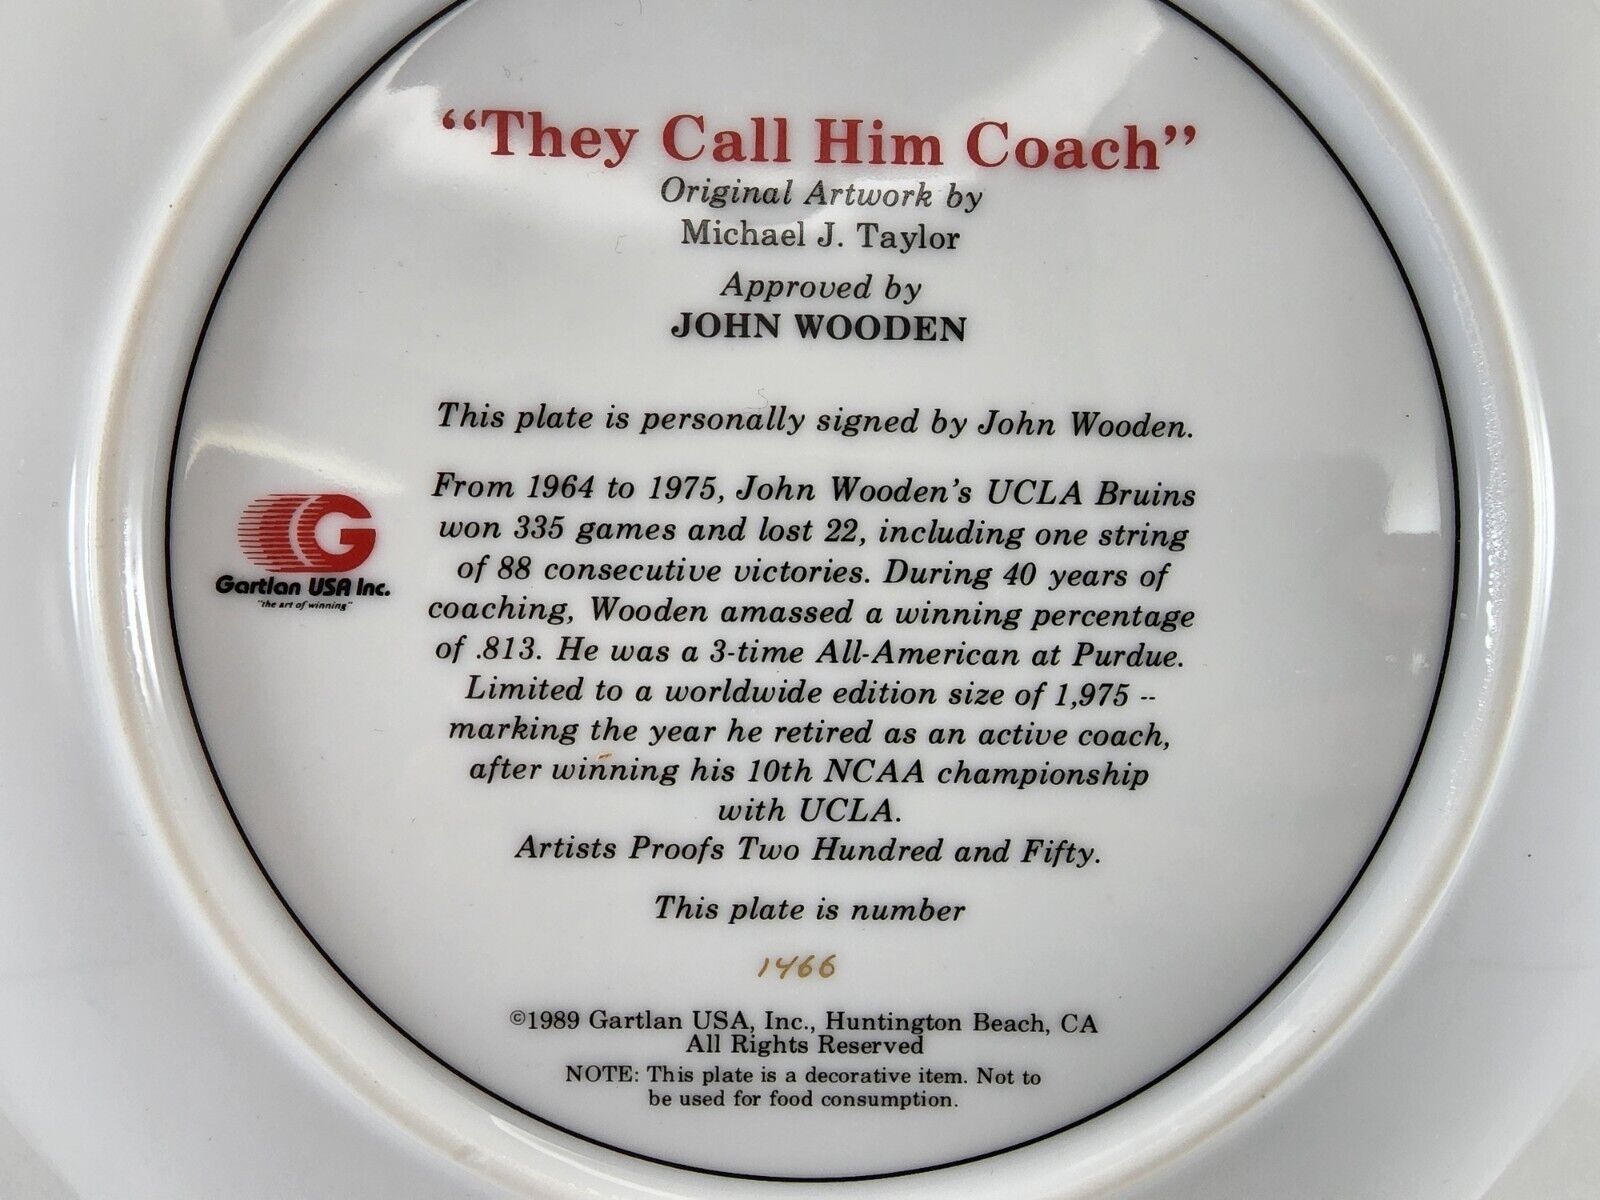 “They Call Him Coach”
Original Artwork by
Michael J. Taylor
Approved by
JOHN WOODEN
This plate is personally signed by John Wooden.
From 1964 to 1975, John Wooden's UCLA Bruins
won 335 games and lost 22, including one string
of 88 consecutive victories. During 40 years of
coaching, Wooden amassed a winning percentage
of .813. He was a 3-time All-American at Purdue.
Limited to a worldwide edition size of 1,975 --
marking the year he retired as an active coach,
after winning his 10th NCAA championship
with UCLA.
Artists Proofs Two Hundred and Fifty.
This plate is number
1466
©1989 Gartlan USA, Inc., Huntington Beach, CA
All Rights Reserved
NOTE: This plate is a decorative item. Not to
be used for food consumption.
G
Gartlan USA Inc.
"the art of winning"